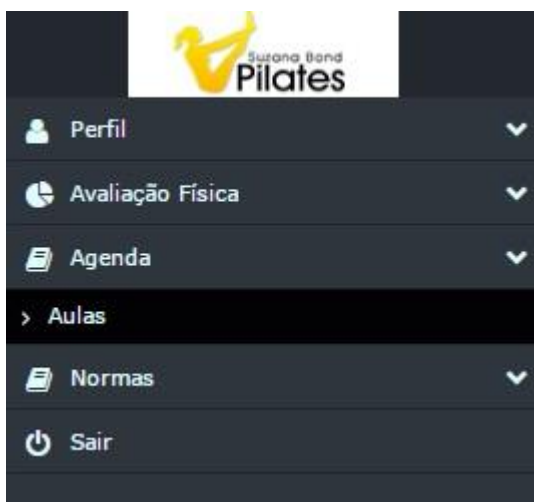 Suzana Bond
Pilates
Perfil
Avaliação Física
Agenda
Aulas
Normas
Sair